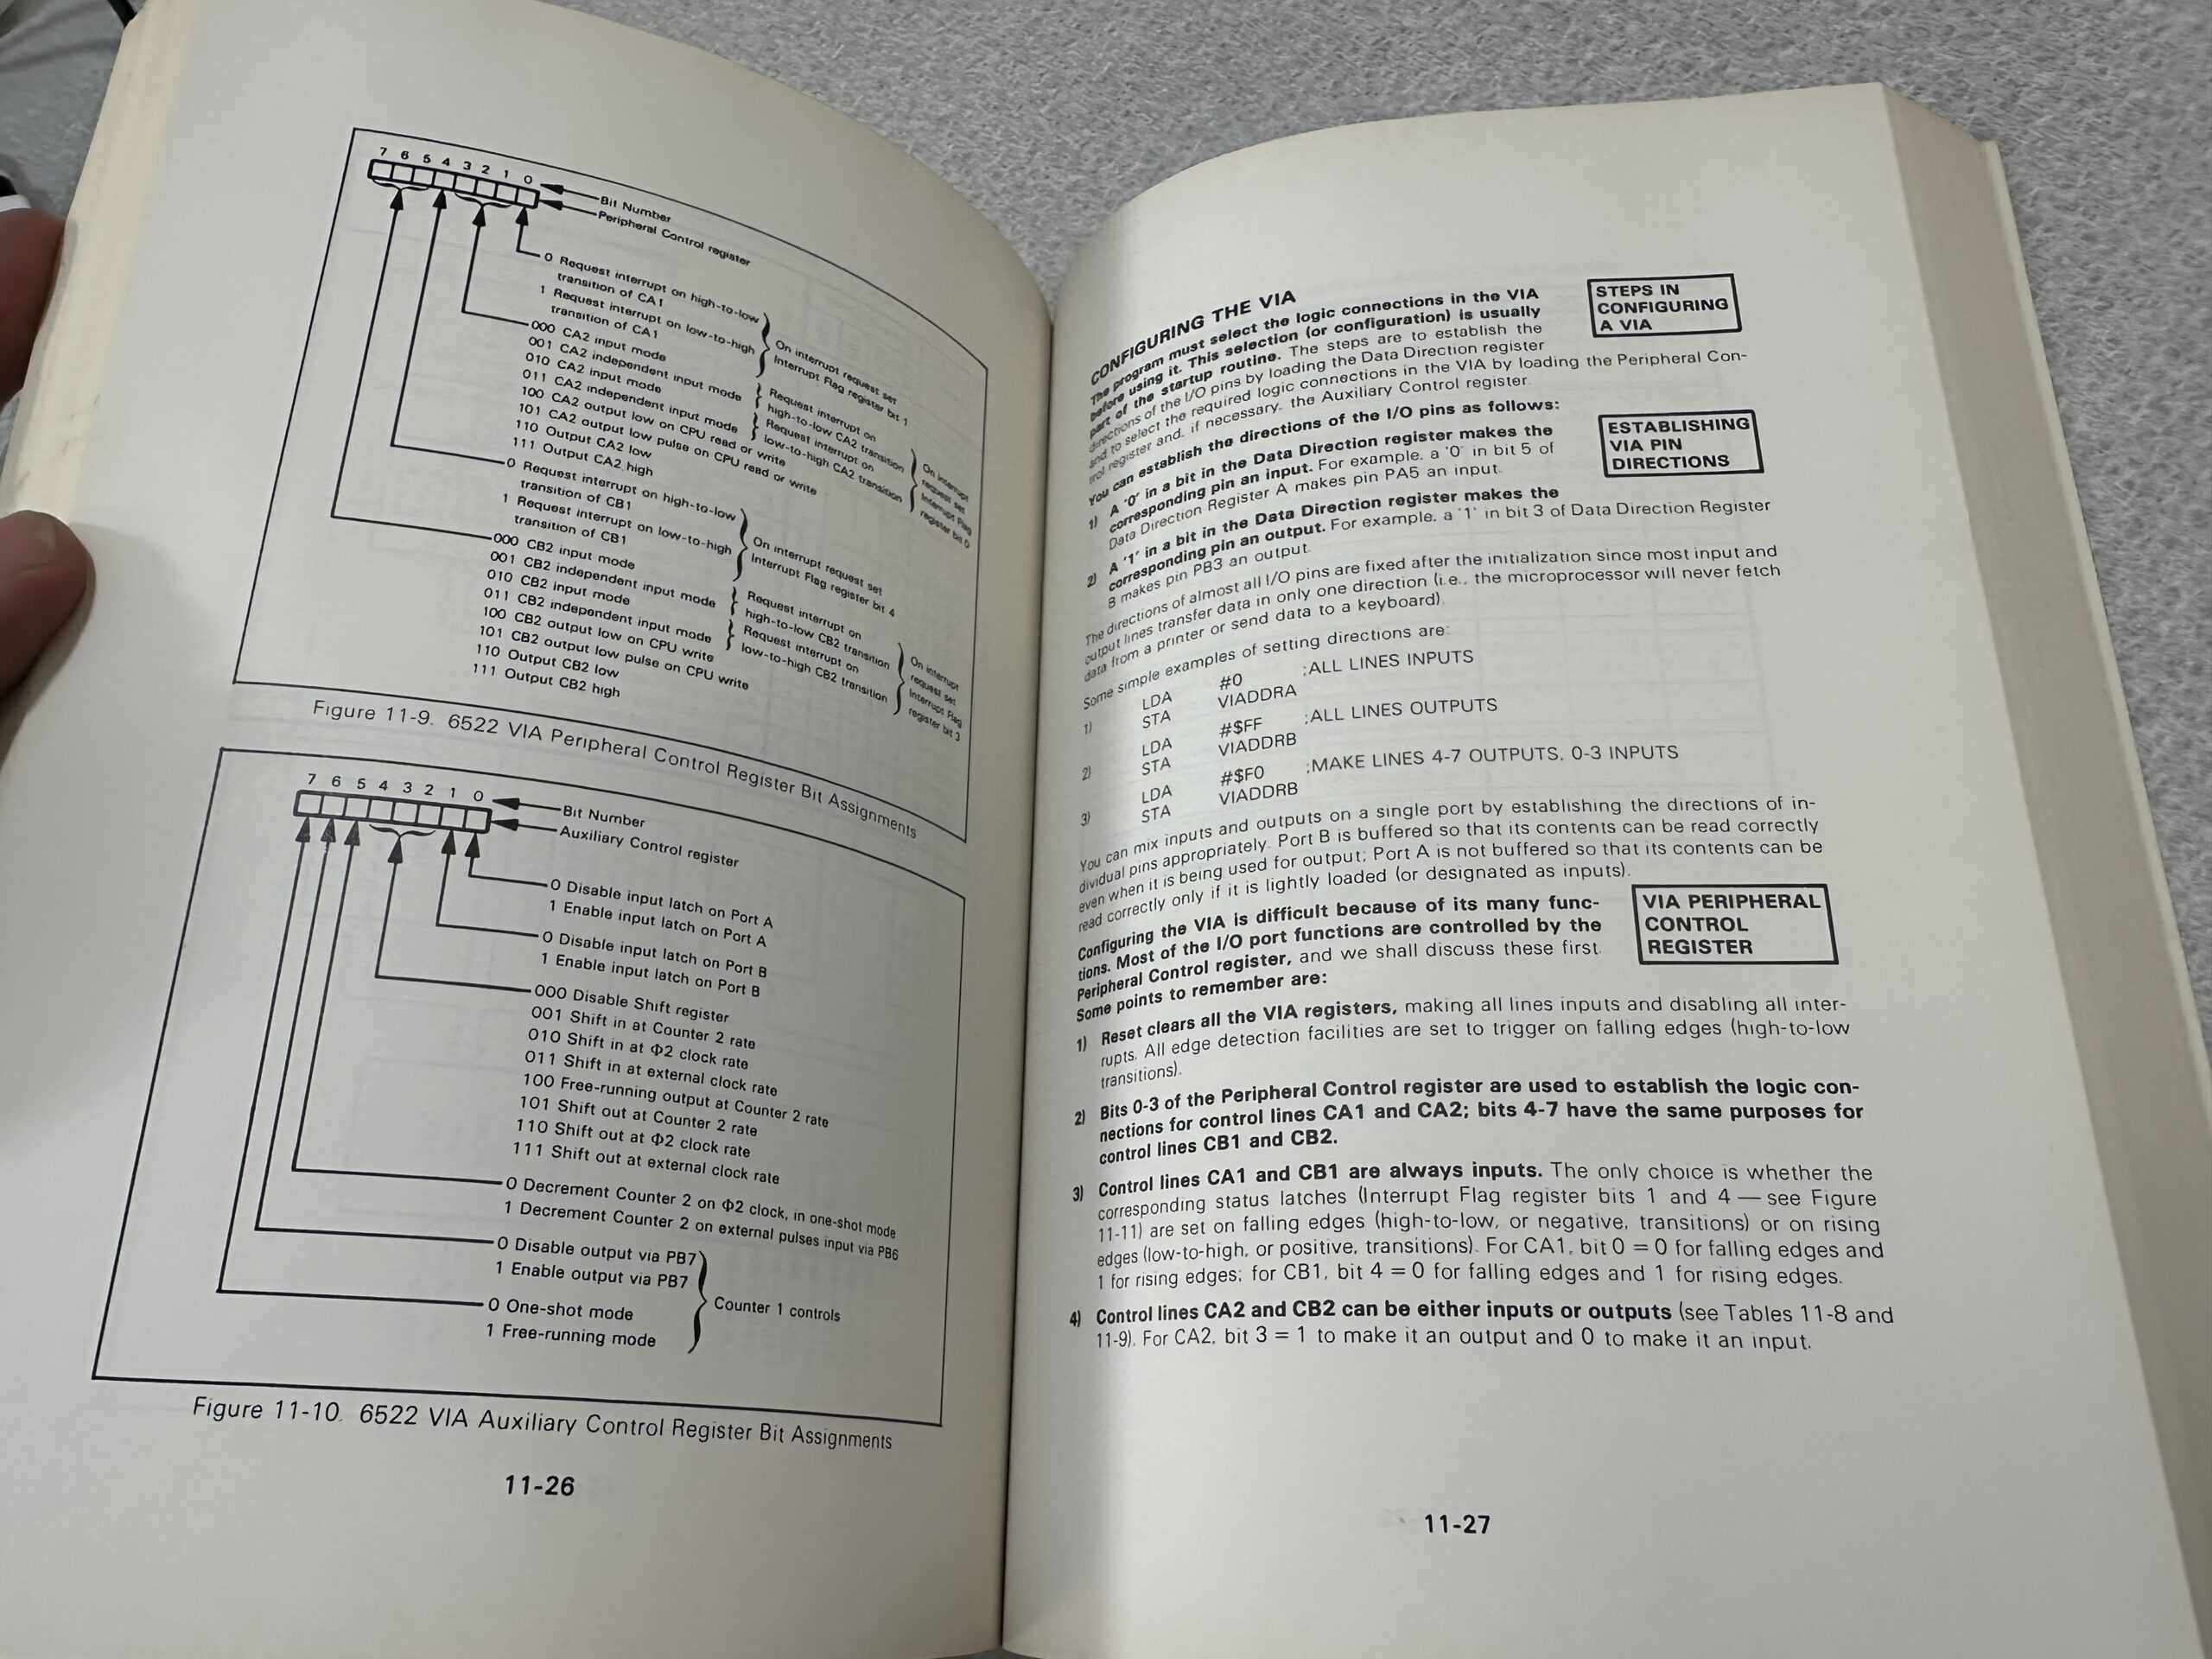 7 6 5 4 3 2 1 0
Bit Number
Peripheral Control register
0 Request interrupt on high-to-low
transition of CA1
1 Request interrupt on low-to-high
transition of CA1
On interrupt request set
Interrupt Flag register bit 1
000 CA2 input mode
001 CA2 independent input mode
010 CA2 input mode
011 CA2 independent input mode
100 CA2 output low on CPU read or write
101 CA2 output low pulse on CPU read or write
110 Output CA2 low
111 Output CA2 high
Request interrupt on
high-to-low CA2 transition
Request interrupt on
low-to-high CA2 transition
On interrupt
request set
Interrupt Flag
register bit 0
0 Request interrupt on high-to-low
transition of CB1
1 Request interrupt on low-to-high
transition of CB1
On interrupt request set
Interrupt Flag register bit 4
000 CB2 input mode
001 CB2 independent input mode
010 CB2 input mode
011 CB2 independent input mode
100 CB2 output low on CPU write
101 CB2 output low pulse on CPU write
110 Output CB2 low
111 Output CB2 high
Request interrupt on
high-to-low CB2 transition
Request interrupt on
low-to-high CB2 transition
On interrupt
request set
Interrupt Flag
register bit 3
Figure 11-9. 6522 VIA Peripheral Control Register Bit Assignments
7 6 5 4 3 2 1 0
Bit Number
Auxiliary Control register
0 Disable input latch on Port A
1 Enable input latch on Port A
0 Disable input latch on Port B
1 Enable input latch on Port B
000 Disable Shift register
001 Shift in at Counter 2 rate
010 Shift in at Φ2 clock rate
011 Shift in at external clock rate
100 Free-running output at Counter 2 rate
101 Shift out at Counter 2 rate
110 Shift out at Φ2 clock rate
111 Shift out at external clock rate
0 Decrement Counter 2 on Φ2 clock, in one-shot mode
1 Decrement Counter 2 on external pulses input via PB6
0 Disable output via PB7
1 Enable output via PB7
0 One-shot mode
1 Free-running mode
Counter 1 controls
Figure 11-10. 6522 VIA Auxiliary Control Register Bit Assignments
11-26
CONFIGURING THE VIA
The program must select the logic connections in the VIA
before using it. This selection (or configuration) is usually
part of the startup routine. The steps are to establish the
directions of the I/O pins by loading the Data Direction register
and to select the required logic connections in the VIA by loading the Peripheral Con-
trol register and, if necessary, the Auxiliary Control register.
STEPS IN
CONFIGURING
A VIA
You can establish the directions of the I/O pins as follows:
1) A '0' in a bit in the Data Direction register makes the
corresponding pin an input. For example, a '0' in bit 5 of
Data Direction Register A makes pin PA5 an input.
ESTABLISHING
VIA PIN
DIRECTIONS
2) A '1' in a bit in the Data Direction register makes the
corresponding pin an output. For example, a '1' in bit 3 of Data Direction Register
B makes pin PB3 an output.
The directions of almost all I/O pins are fixed after the initialization since most input and
output lines transfer data in only one direction (i.e., the microprocessor will never fetch
data from a printer or send data to a keyboard).
Some simple examples of setting directions are:
1) LDA #0 ;ALL LINES INPUTS
STA VIADDRA
2) LDA #$FF ;ALL LINES OUTPUTS
STA VIADDRB
3) LDA #$F0 ;MAKE LINES 4-7 OUTPUTS, 0-3 INPUTS
STA VIADDRB
You can mix inputs and outputs on a single port by establishing the directions of in-
dividual pins appropriately. Port B is buffered so that its contents can be read correctly
even when it is being used for output; Port A is not buffered so that its contents can be
read correctly only if it is lightly loaded (or designated as inputs).
Configuring the VIA is difficult because of its many func-
tions. Most of the I/O port functions are controlled by the
Peripheral Control register, and we shall discuss these first.
Some points to remember are:
VIA PERIPHERAL
CONTROL
REGISTER
1) Reset clears all the VIA registers, making all lines inputs and disabling all inter-
rupts. All edge detection facilities are set to trigger on falling edges (high-to-low
transitions).
2) Bits 0-3 of the Peripheral Control register are used to establish the logic con-
nections for control lines CA1 and CA2; bits 4-7 have the same purposes for
control lines CB1 and CB2.
3) Control lines CA1 and CB1 are always inputs. The only choice is whether the
corresponding status latches (Interrupt Flag register bits 1 and 4 — see Figure
11-11) are set on falling edges (high-to-low, or negative, transitions) or on rising
edges (low-to-high, or positive, transitions). For CA1, bit 0 = 0 for falling edges and
1 for rising edges; for CB1, bit 4 = 0 for falling edges and 1 for rising edges.
4) Control lines CA2 and CB2 can be either inputs or outputs (see Tables 11-8 and
11-9). For CA2, bit 3 = 1 to make it an output and 0 to make it an input.
11-27